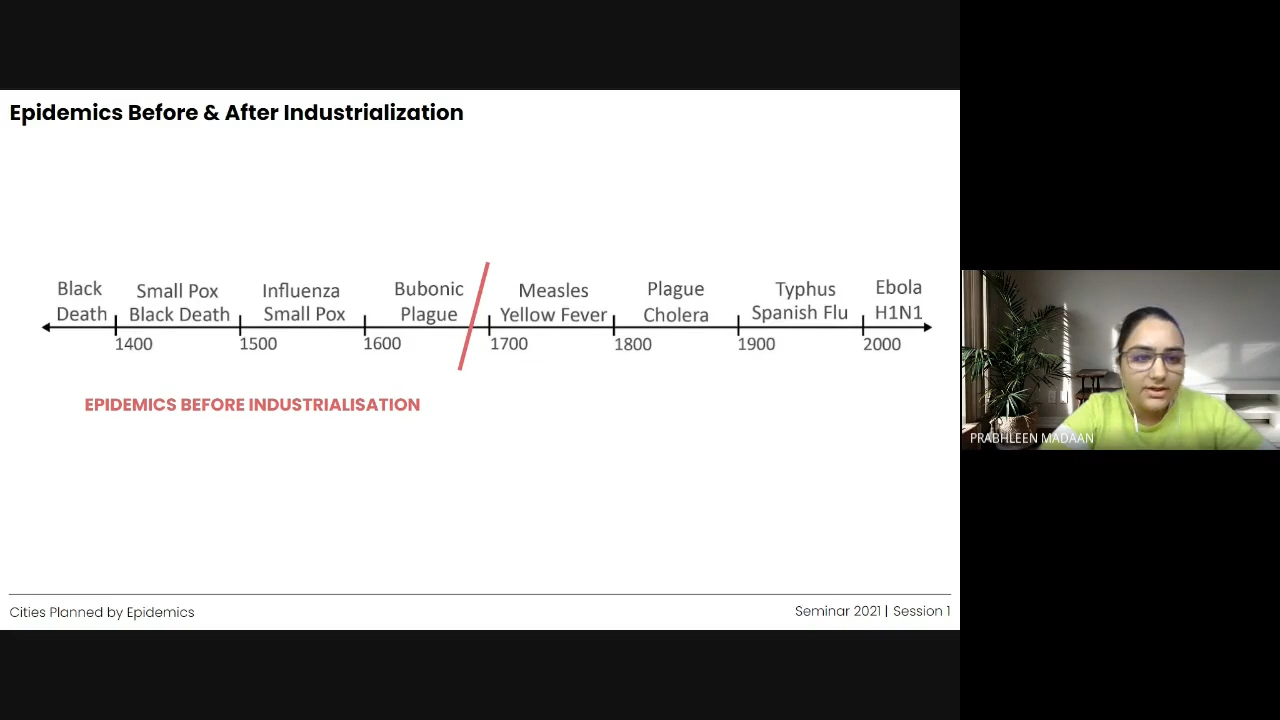 Epidemics Before & After Industrialization
Black Death
Small Pox
Black Death
Influenza
Small Pox
Bubonic
Plague
Measles
Yellow Fever
Plague
Cholera
Typhus
Spanish Flu
Ebola
H1N1
1400 1500 1600 1700 1800 1900 2000
EPIDEMICS BEFORE INDUSTRIALISATION
PRABHLEEN MADAAN
Cities Planned by Epidemics
Seminar 2021 | Session 1